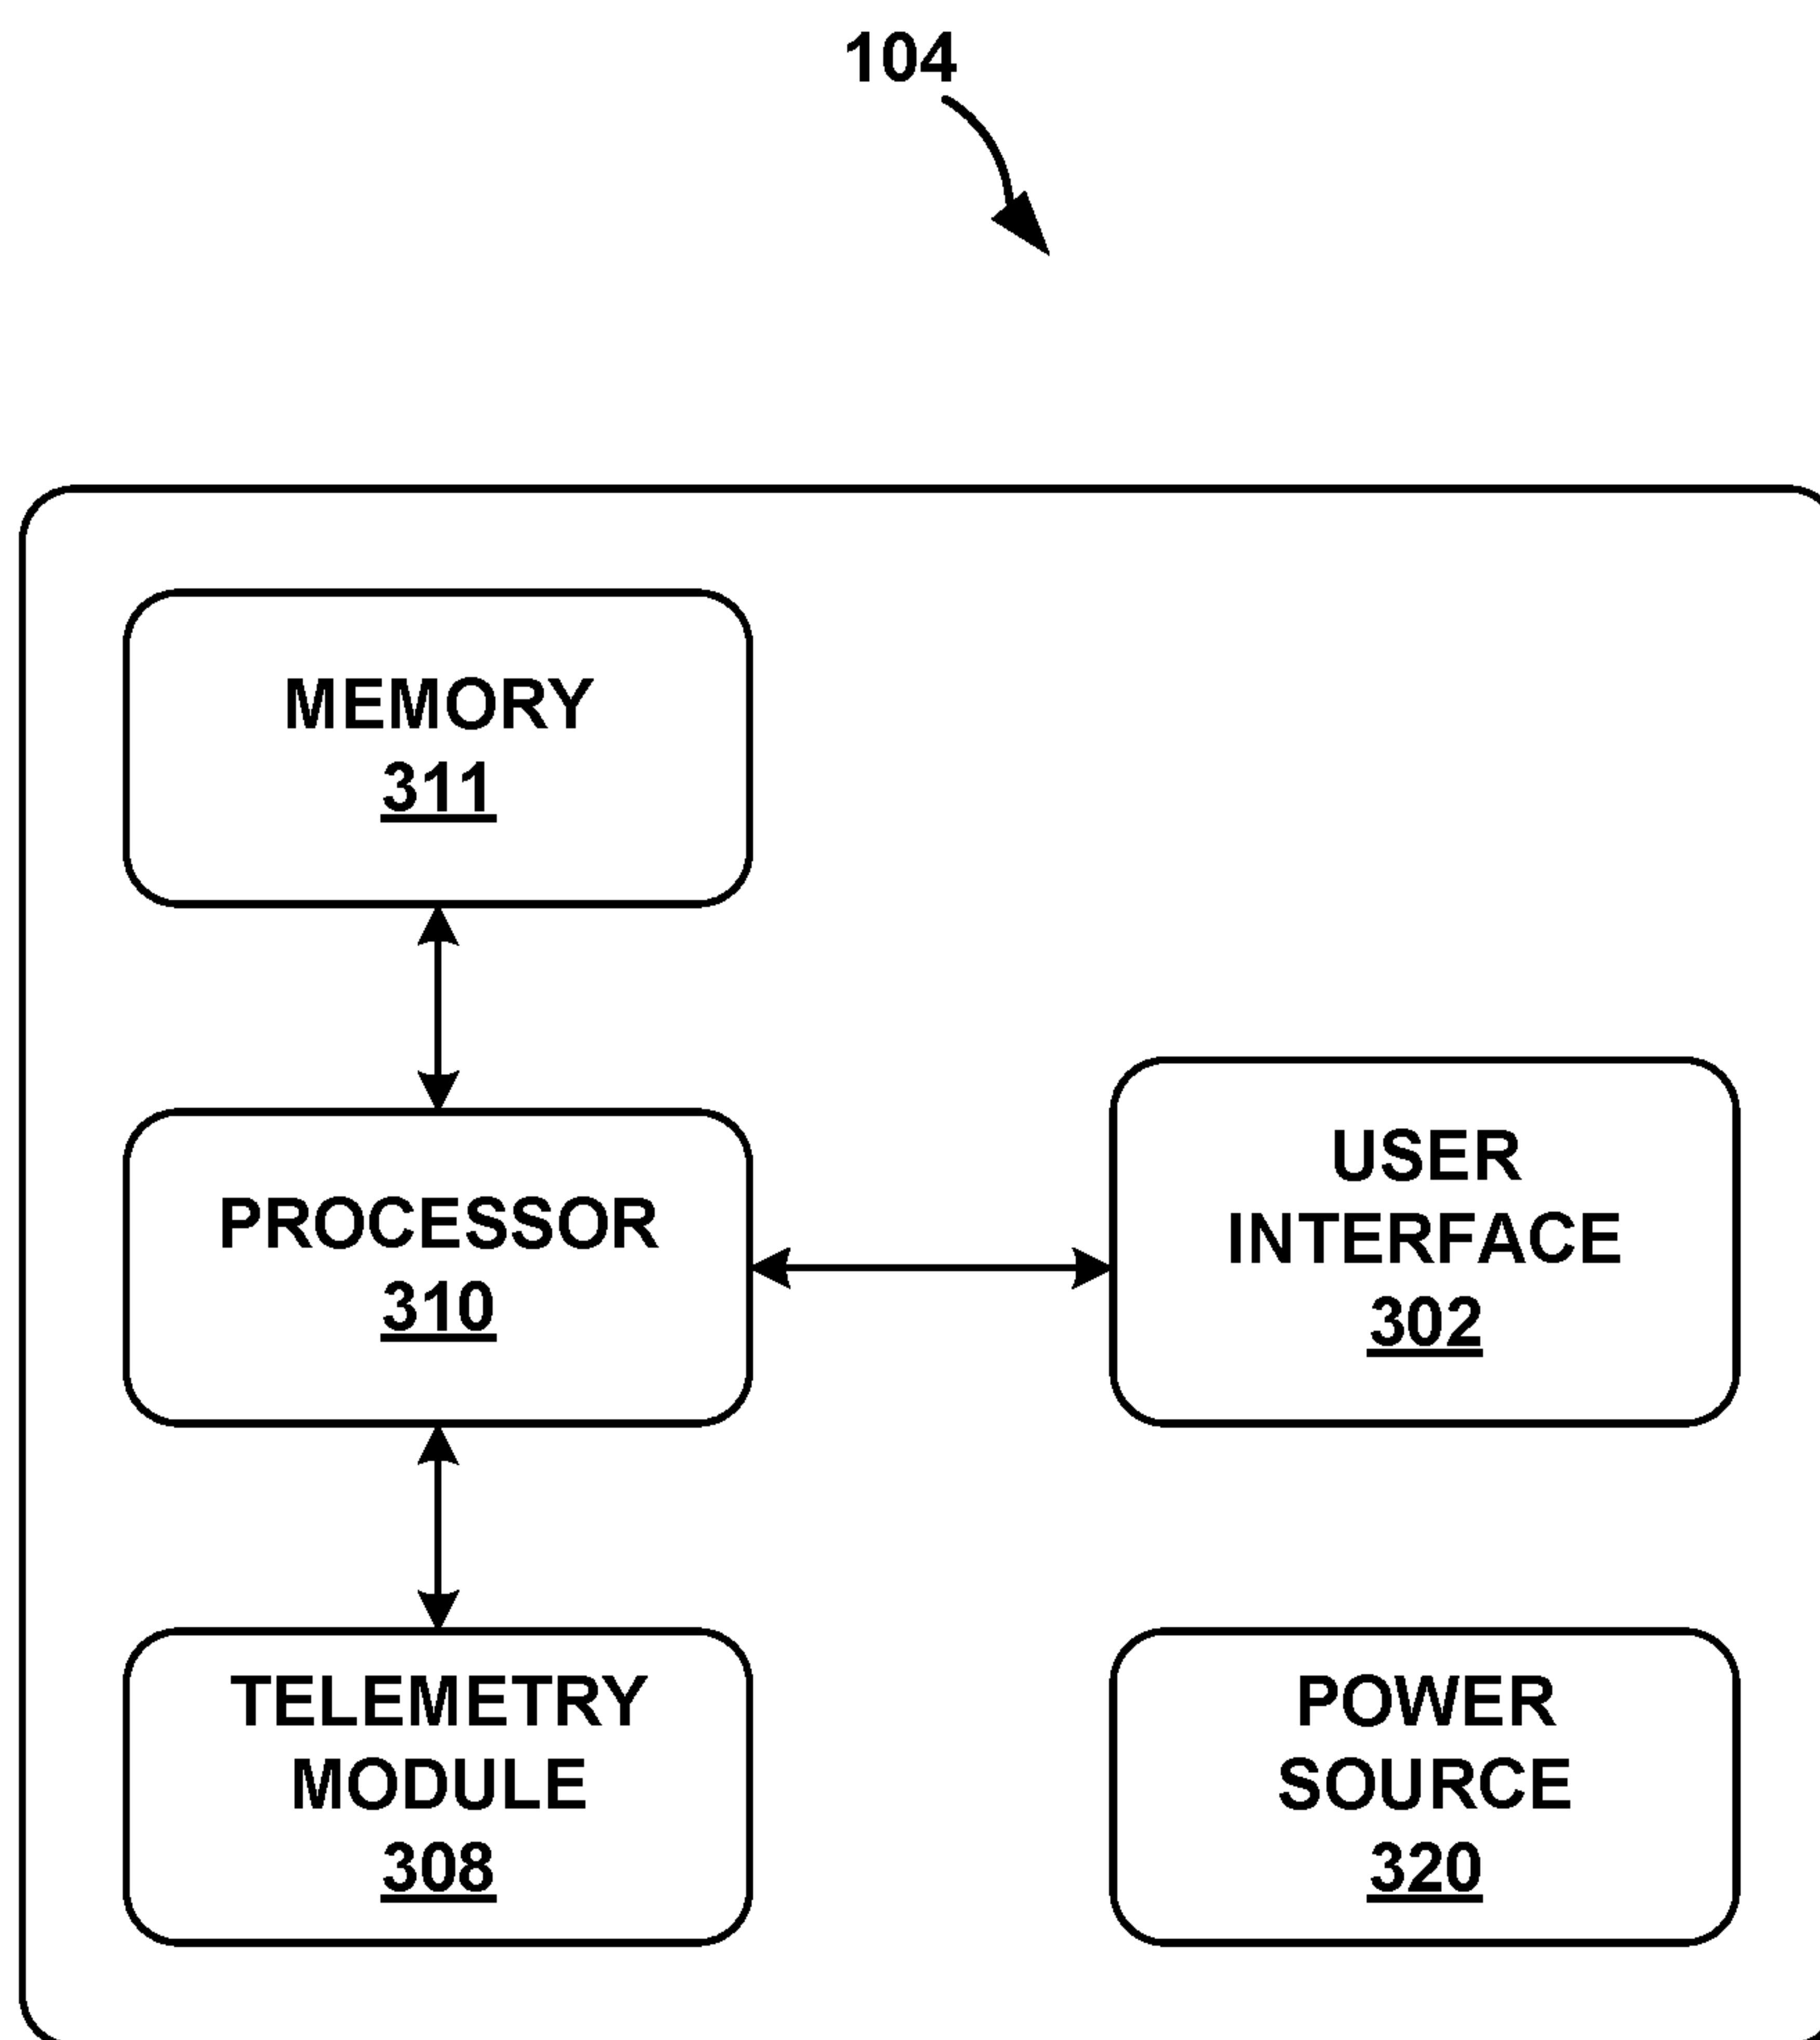 104
MEMORY
311
PROCESSOR
310
USER
INTERFACE
302
TELEMETRY
MODULE
308
POWER
SOURCE
320